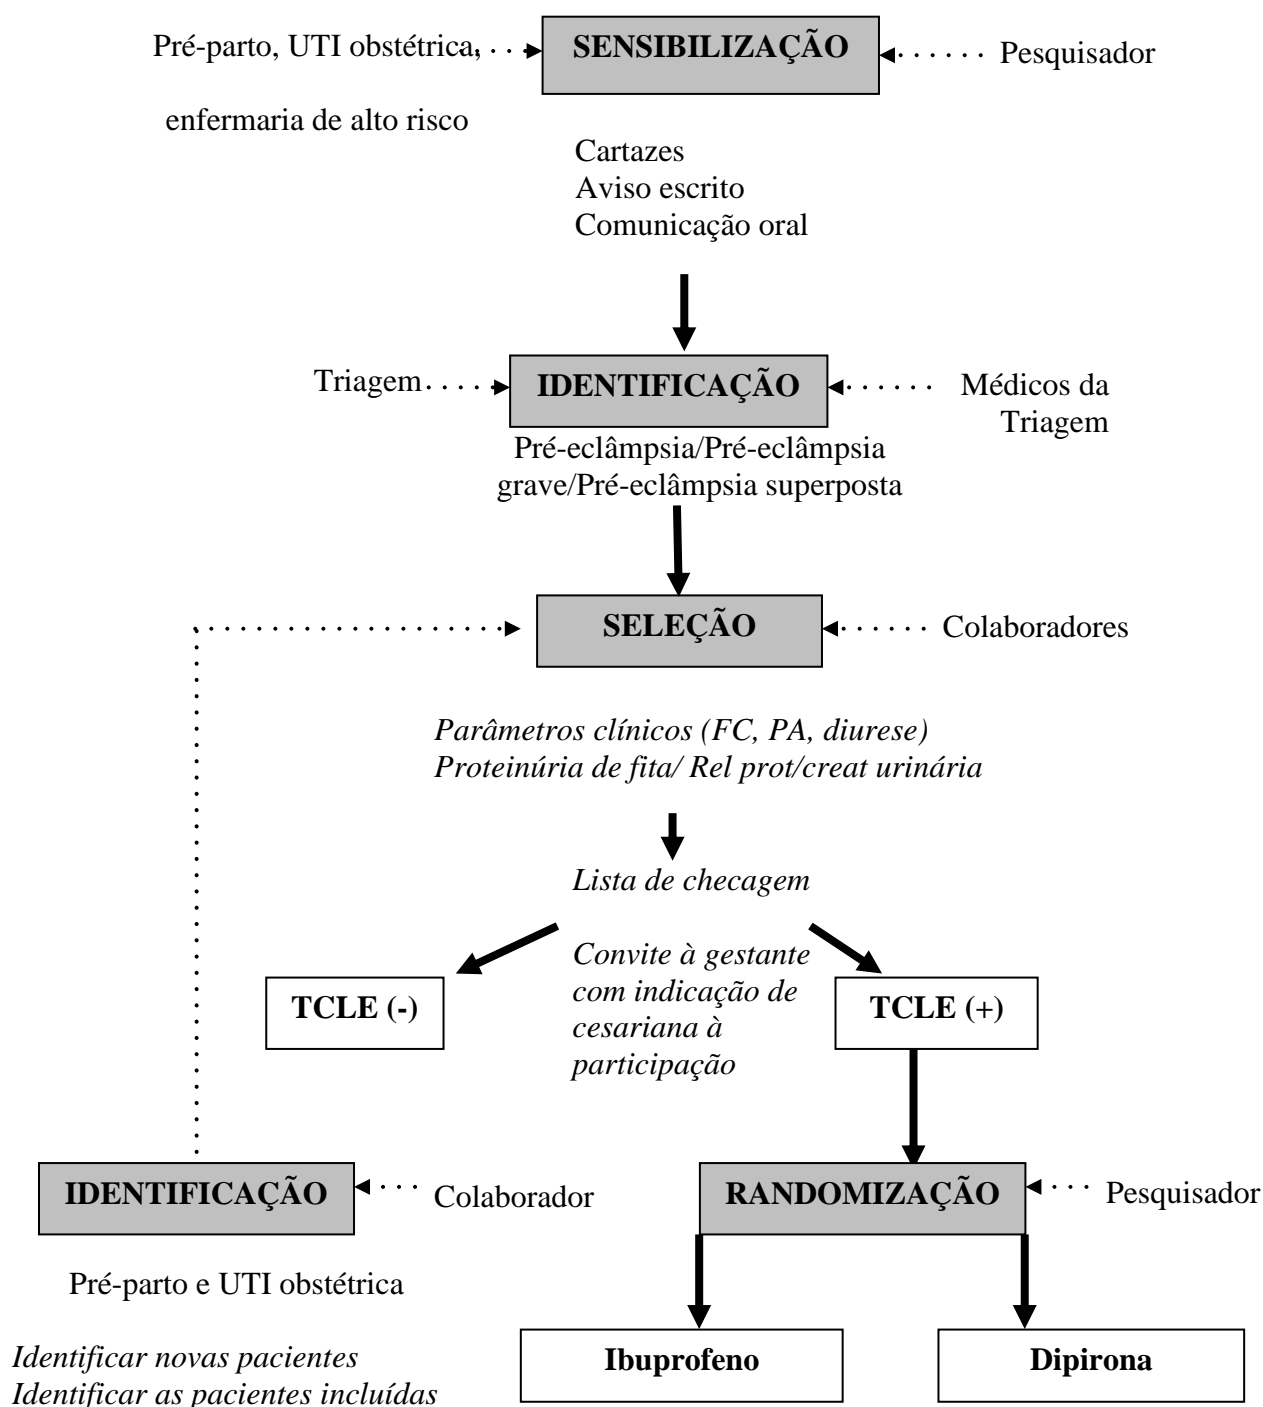 Pré-parto, UTI obstétrica,
enfermaria de alto risco
SENSIBILIZAÇÃO
Pesquisador
Cartazes
Aviso escrito
Comunicação oral
Triagem
IDENTIFICAÇÃO
Médicos da
Triagem
Pré-eclâmpsia/Pré-eclâmpsia
grave/Pré-eclâmpsia superposta
SELEÇÃO
Colaboradores
Parâmetros clínicos (FC, PA, diurese)
Proteinúria de fita/ Rel prot/creat urinária
Lista de checagem
Convite à gestante
com indicação de
cesariana à
participação
TCLE (-)
TCLE (+)
IDENTIFICAÇÃO
Colaborador
RANDOMIZAÇÃO
Pesquisador
Pré-parto e UTI obstétrica
Identificar novas pacientes
Identificar as pacientes incluídas
Ibuprofeno
Dipirona